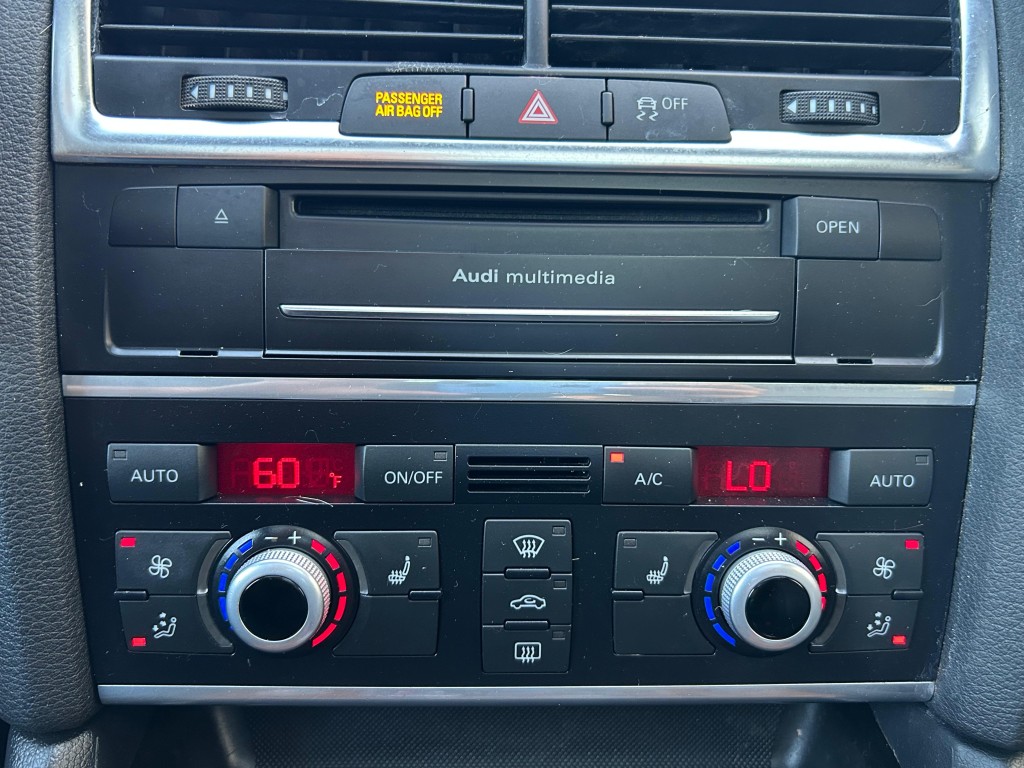 PASSENGER
AIR BAG OFF
OFF
OPEN
Audi multimedia
AUTO
60 °F
ON/OFF
A/C
LO
AUTO
− +
− +